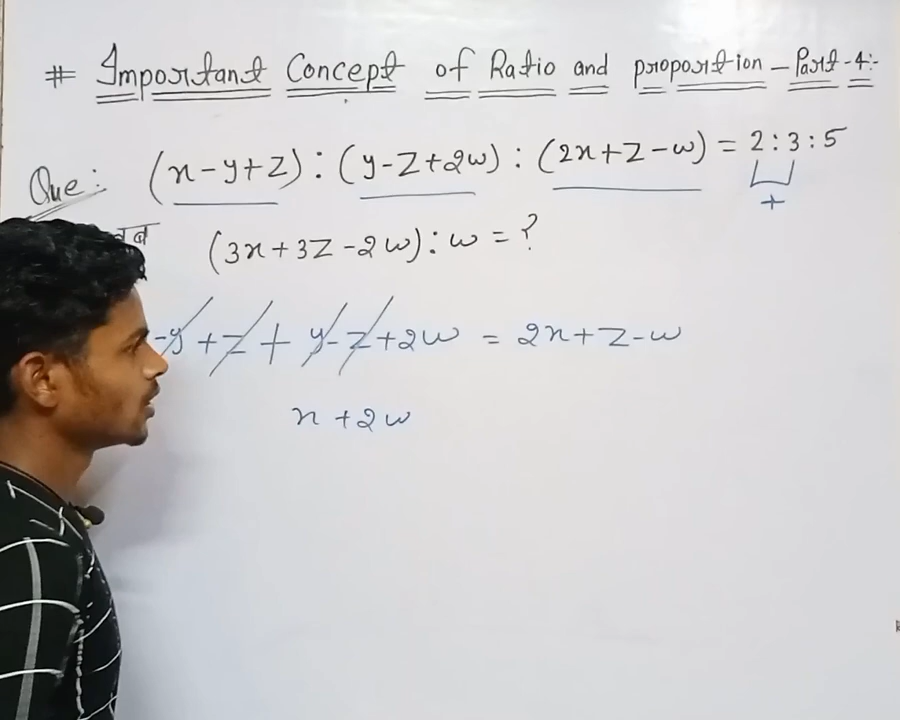 # Important Concept of Ratio and proportion - Part-4:-
Que: (x-y+z) : (y-z+2w) : (2x+z-w) = 2:3:5
+
(3x+3z-2w) : w = ?
-y+z+y-z+2w = 2x+z-w
x+2w